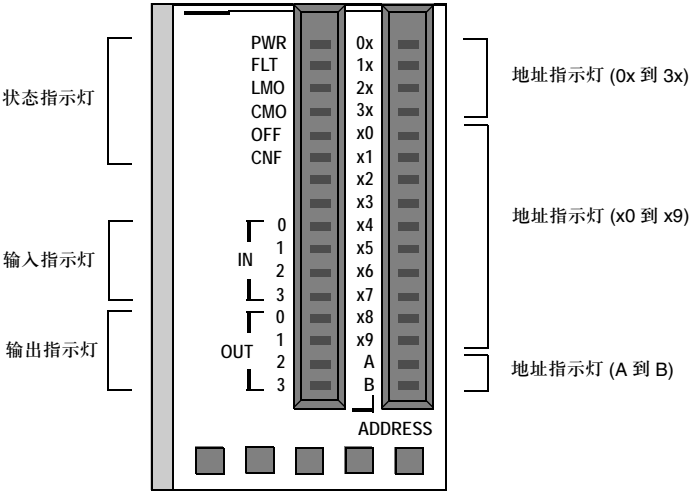 状态指示灯
输入指示灯
输出指示灯
PWR
FLT
LMO
CMO
OFF
CNF
IN
0
1
2
3
OUT
0
1
2
3
0x
1x
2x
3x
x0
x1
x2
x3
x4
x5
x6
x7
x8
x9
A
B
ADDRESS
地址指示灯 (0x 到 3x)
地址指示灯 (x0 到 x9)
地址指示灯 (A 到 B)